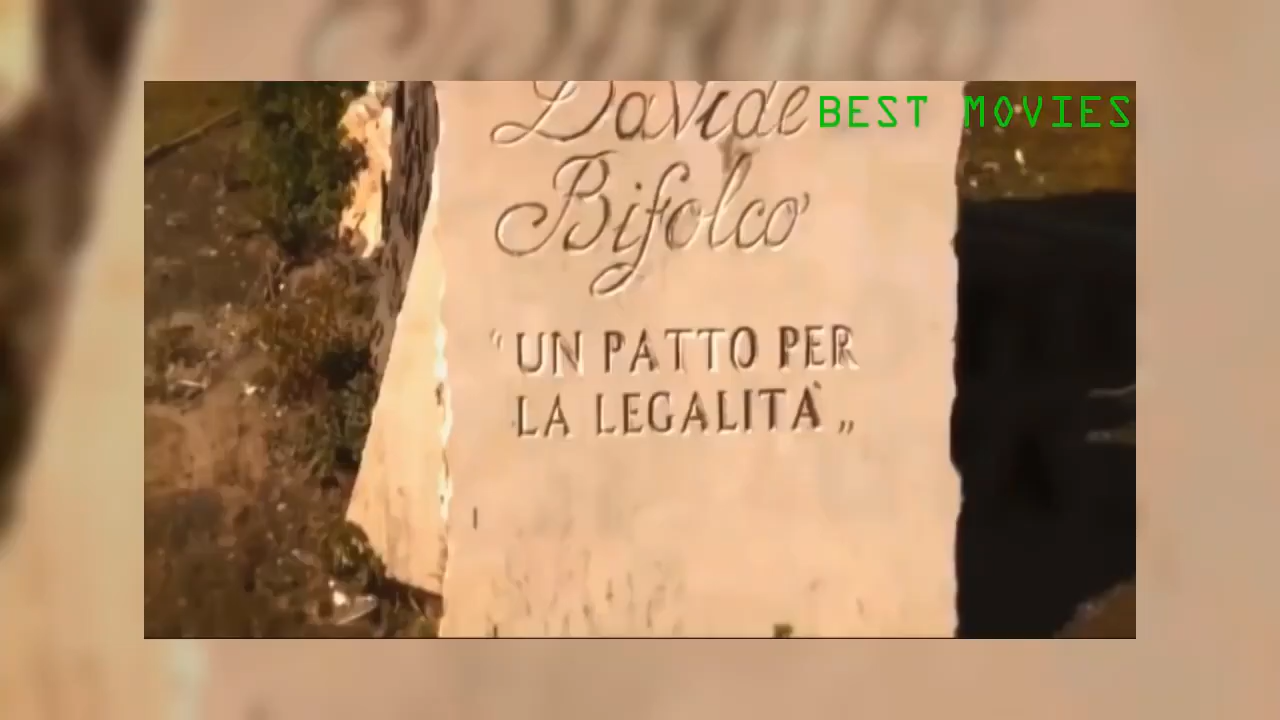 BEST MOVIES
Davide
Bifolco
"UN PATTO PER
LA LEGALITÀ„